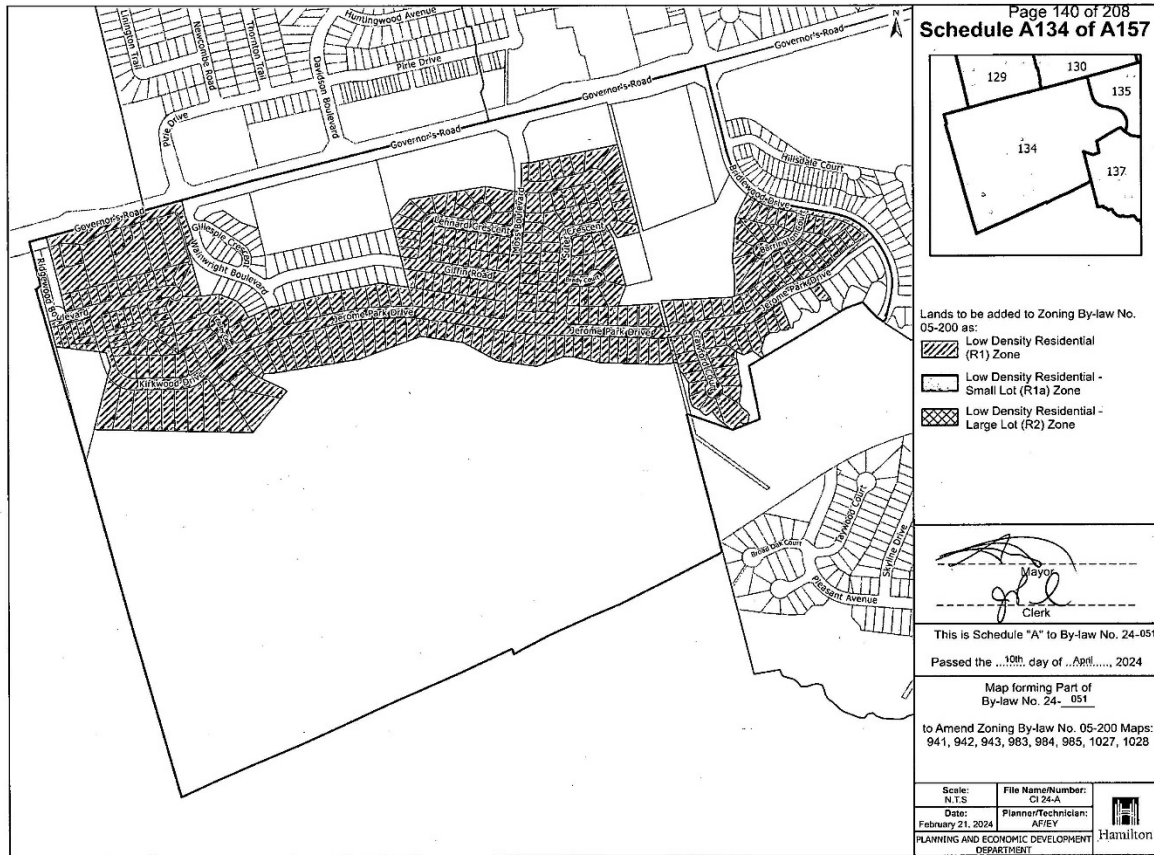 Page 140 of 208
Schedule A134 of A157
129
130
135
134
137
Lands to be added to Zoning By-law No.
05-200 as:
Low Density Residential
(R1) Zone
Low Density Residential -
Small Lot (R1a) Zone
Low Density Residential -
Large Lot (R2) Zone
Mayor
Clerk
This is Schedule "A" to By-law No. 24-051
Passed the ...10th. day of ..April....., 2024
Map forming Part of
By-law No. 24- 051
to Amend Zoning By-law No. 05-200 Maps:
941, 942, 943, 983, 984, 985, 1027, 1028
Scale:
N.T.S
File Name/Number:
CI 24-A
Date:
February 21, 2024
Planner/Technician:
AF/EY
PLANNING AND ECONOMIC DEVELOPMENT
DEPARTMENT
Hamilton
Linington Trail
Newcombe Road
Thornton Trail
Davidson Boulevard
Huntingwood Avenue
Pirie Drive
Pirie Drive
Governor's Road
Governor's Road
Governor's Road
Governor's Road
Hillsdale Court
Bridlewood Drive
Gillespie Crescent
Wainwright Boulevard
Ridgewood Boulevard
Lennard Crescent
Crescent
Giffin Road
Jerome Park Drive
Jerome Park Drive
Jerome Park Drive
Kirkwood Drive
Crawford Court
Taywood Court
Broad Oak Court
Skyline Drive
Pleasant Avenue